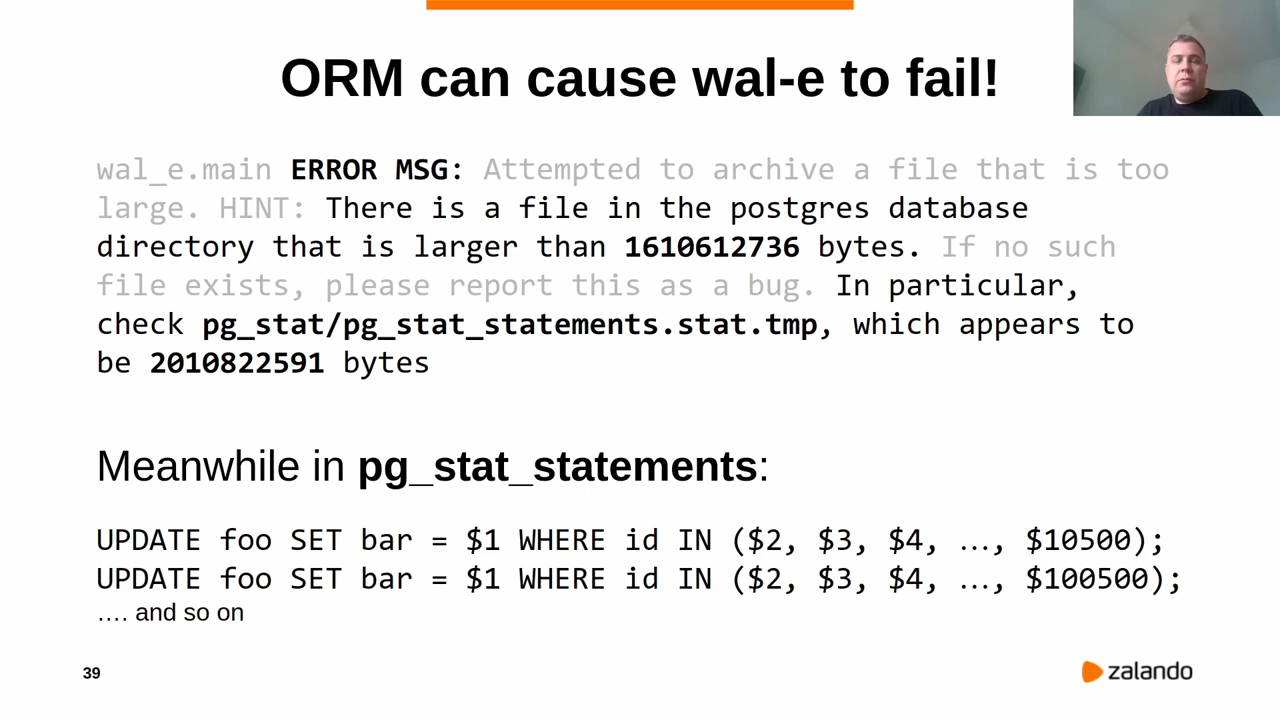 ORM can cause wal-e to fail!
wal_e.main ERROR MSG: Attempted to archive a file that is too
large. HINT: There is a file in the postgres database
directory that is larger than 1610612736 bytes. If no such
file exists, please report this as a bug. In particular,
check pg_stat/pg_stat_statements.stat.tmp, which appears to
be 2010822591 bytes
Meanwhile in pg_stat_statements:
UPDATE foo SET bar = $1 WHERE id IN ($2, $3, $4, …, $10500);
UPDATE foo SET bar = $1 WHERE id IN ($2, $3, $4, …, $100500);
…. and so on
39
zalando